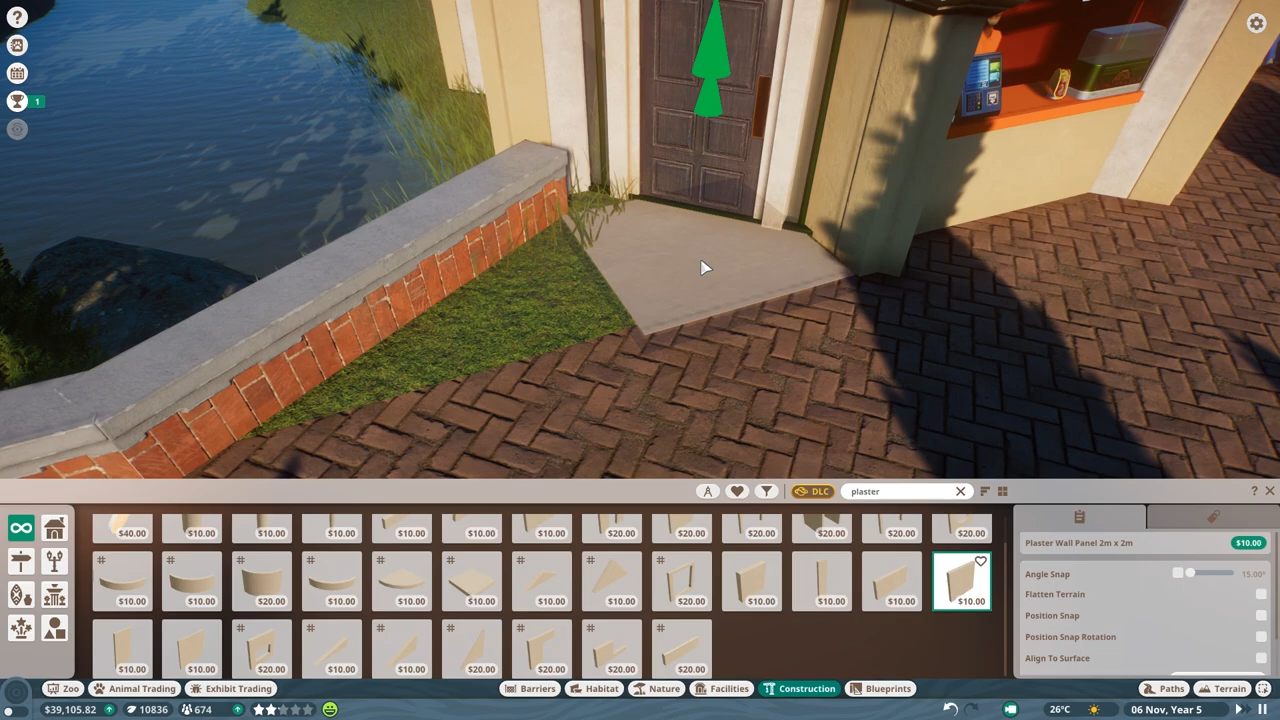 ?
1
DLC
plaster
?
$40.00 $10.00 $10.00 $10.00 $10.00 $10.00 $10.00 $20.00 $20.00 $20.00 $20.00 $20.00 $20.00
$10.00 $10.00 $20.00 $10.00 $10.00 $10.00 $10.00 $10.00 $20.00 $10.00 $10.00 $10.00 $10.00
$10.00 $10.00 $20.00 $10.00 $10.00 $20.00 $20.00 $20.00 $20.00
Plaster Wall Panel 2m x 2m $10.00
Angle Snap 15.00°
Flatten Terrain
Position Snap
Position Snap Rotation
Align To Surface
Zoo Animal Trading Exhibit Trading Barriers Habitat Nature Facilities Construction Blueprints Paths Terrain
$39,105.82 10836 674 26°C 06 Nov, Year 5